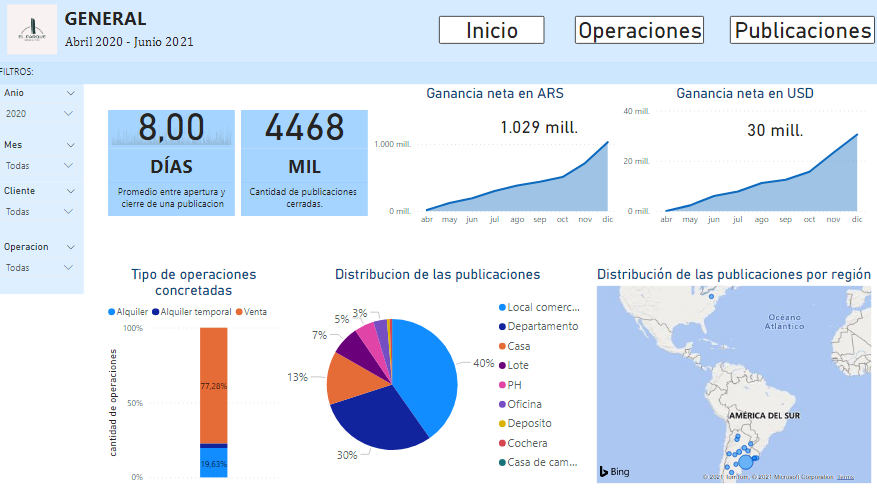 EL PARQUE
GENERAL
Abril 2020 - Junio 2021
Inicio
Operaciones
Publicaciones
FILTROS:
Anio
2020
Mes
Todas
Cliente
Todas
Operacion
Todas
8,00
DÍAS
Promedio entre apertura y
cierre de una publicacion
4468
MIL
Cantidad de publicaciones
cerradas.
Ganancia neta en ARS
1.029 mill.
1.000 mill.
0 mill.
abr may jun jul ago sep oct nov dic
Ganancia neta en USD
30 mill.
40 mill.
20 mill.
0 mill.
abr may jun jul ago sep oct nov dic
Tipo de operaciones
concretadas
Alquiler Alquiler temporal Venta
cantidad de operaciones
100%
50%
0%
77,28%
19,63%
Distribucion de las publicaciones
40%
30%
13%
7%
5%
3%
Local comerc...
Departamento
Casa
Lote
PH
Oficina
Deposito
Cochera
Casa de cam...
Distribución de las publicaciones por región
Océano
Atlántico
AMÉRICA DEL SUR
Bing
© 2021 TomTom, © 2021 Microsoft Corporation Terms